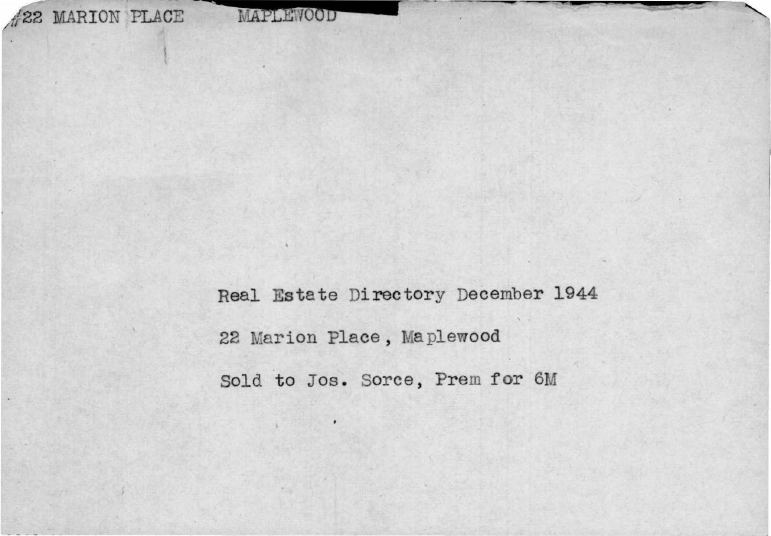 #22 MARION PLACE MAPLEWOOD
Real Estate Directory December 1944
22 Marion Place, Maplewood
Sold to Jos. Sorce, Prem for 6M